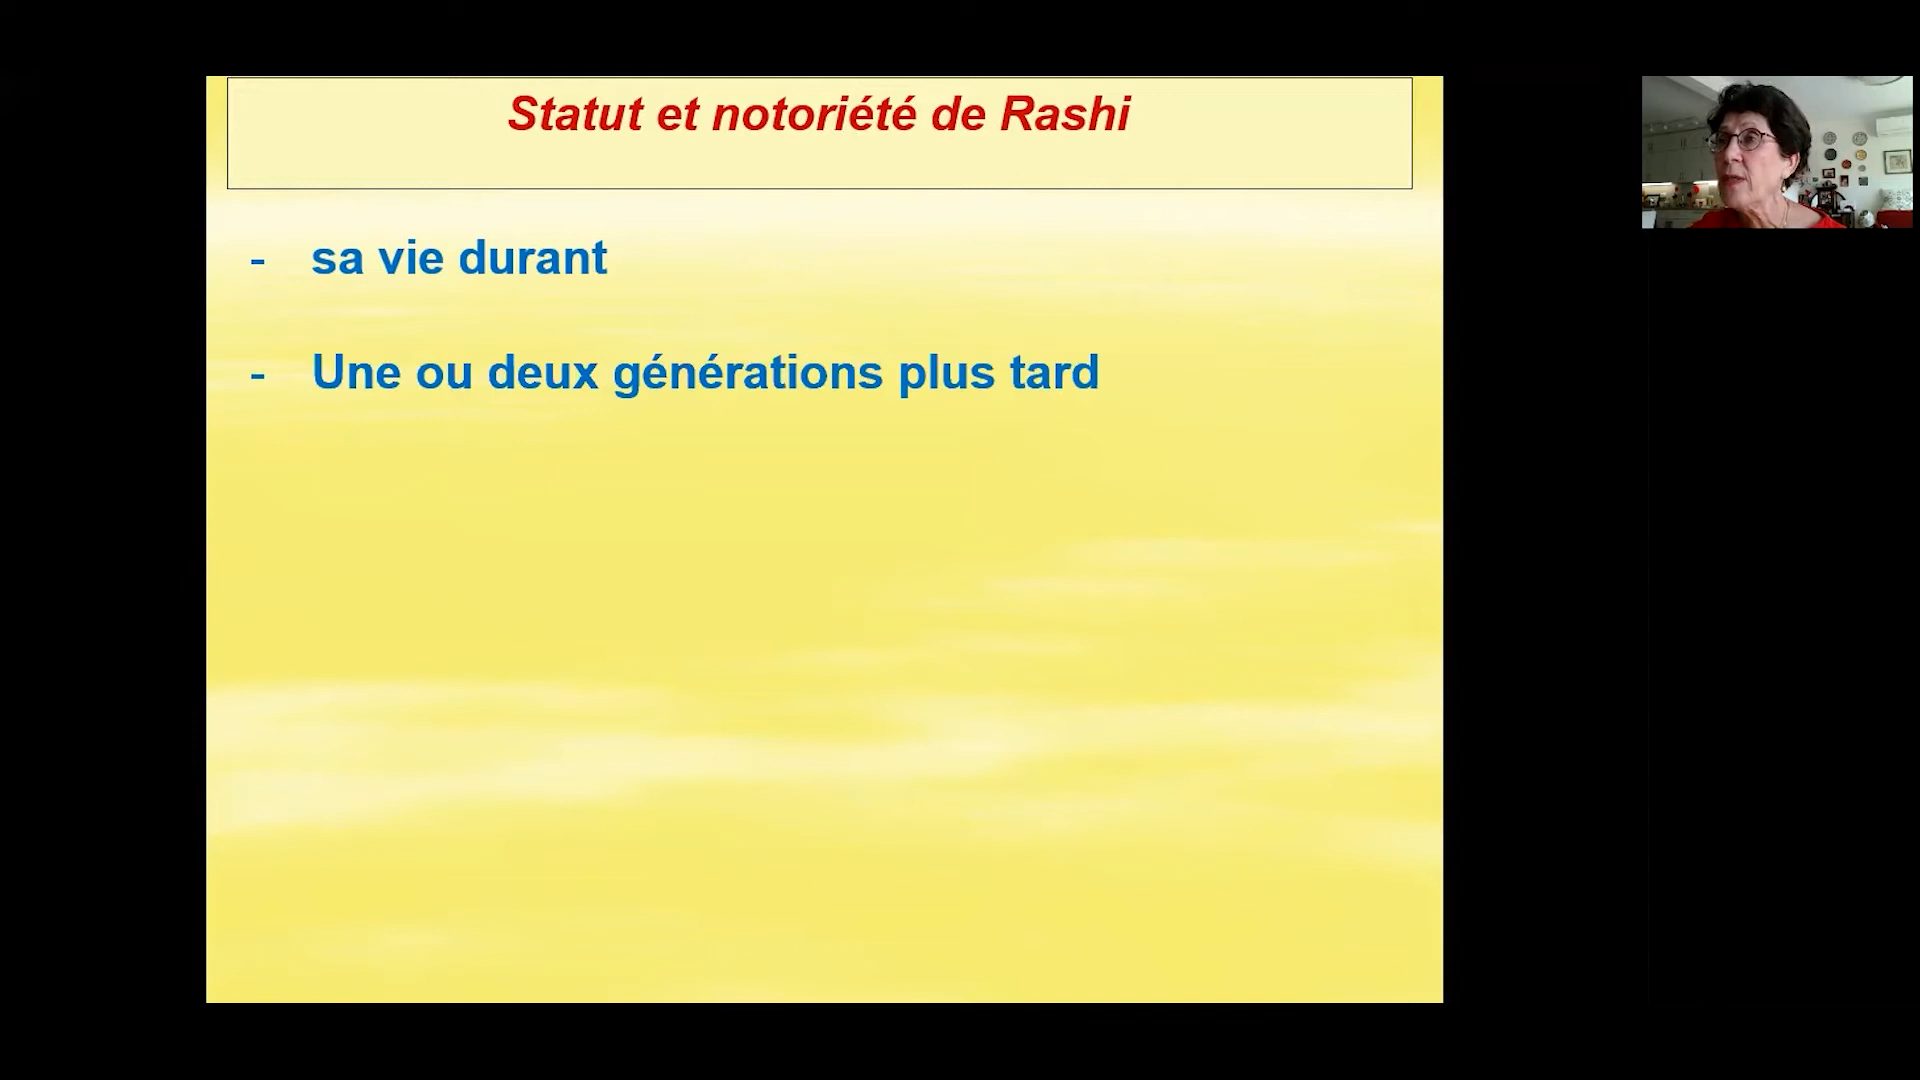 Statut et notoriété de Rashi
- sa vie durant
- Une ou deux générations plus tard